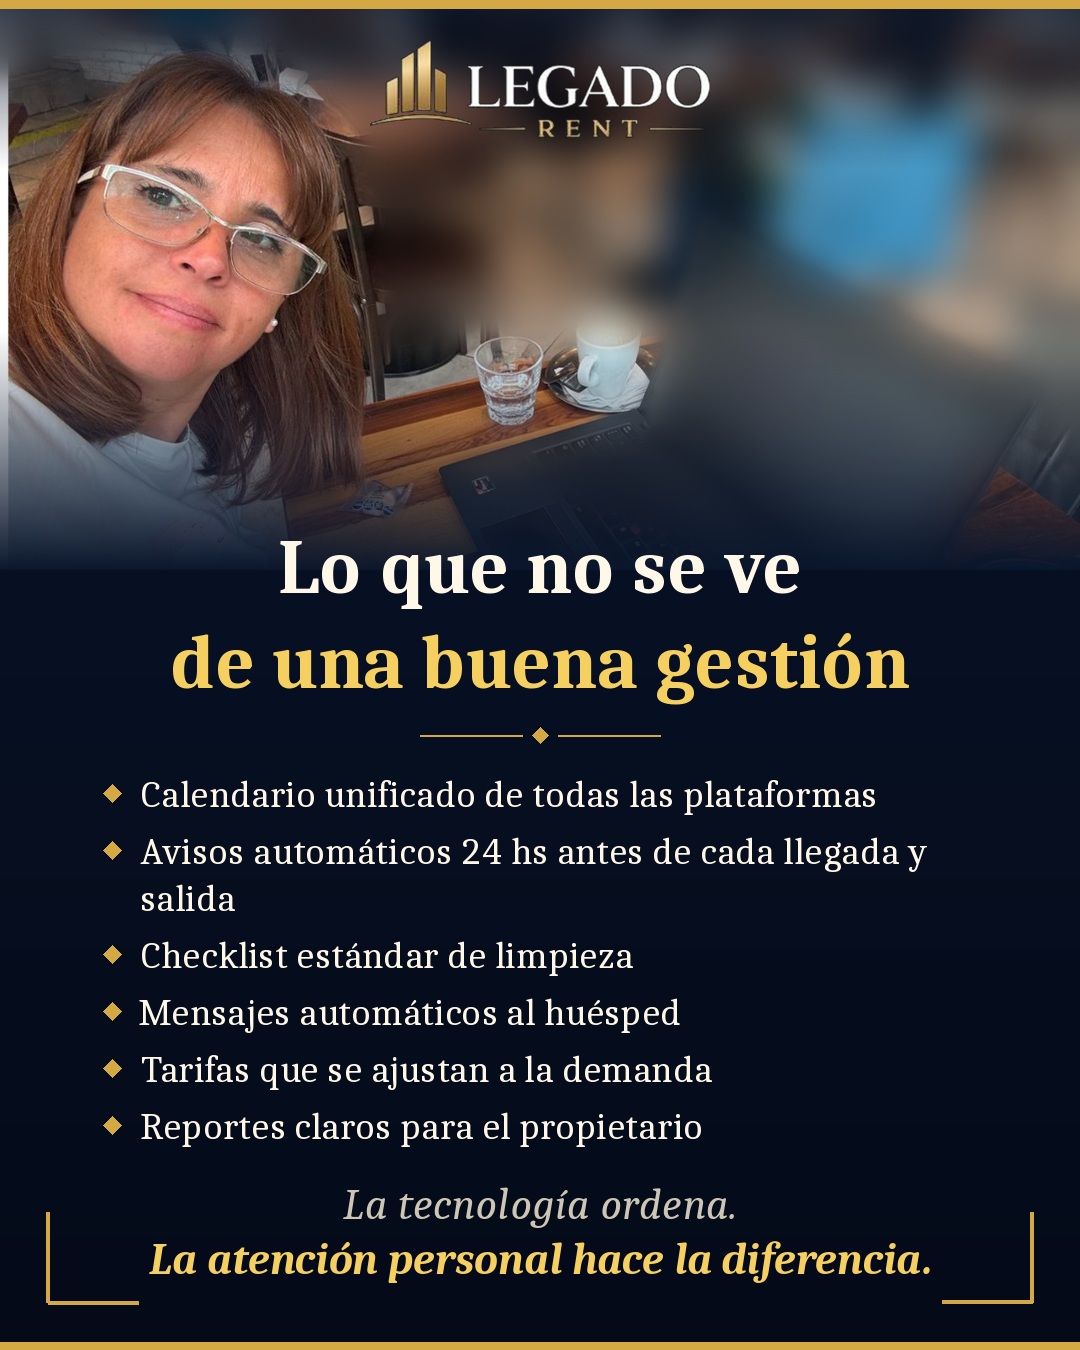 LEGADO
RENT
Lo que no se ve
de una buena gestión
Calendario unificado de todas las plataformas
Avisos automáticos 24 hs antes de cada llegada y
salida
Checklist estándar de limpieza
Mensajes automáticos al huésped
Tarifas que se ajustan a la demanda
Reportes claros para el propietario
La tecnología ordena.
La atención personal hace la diferencia.